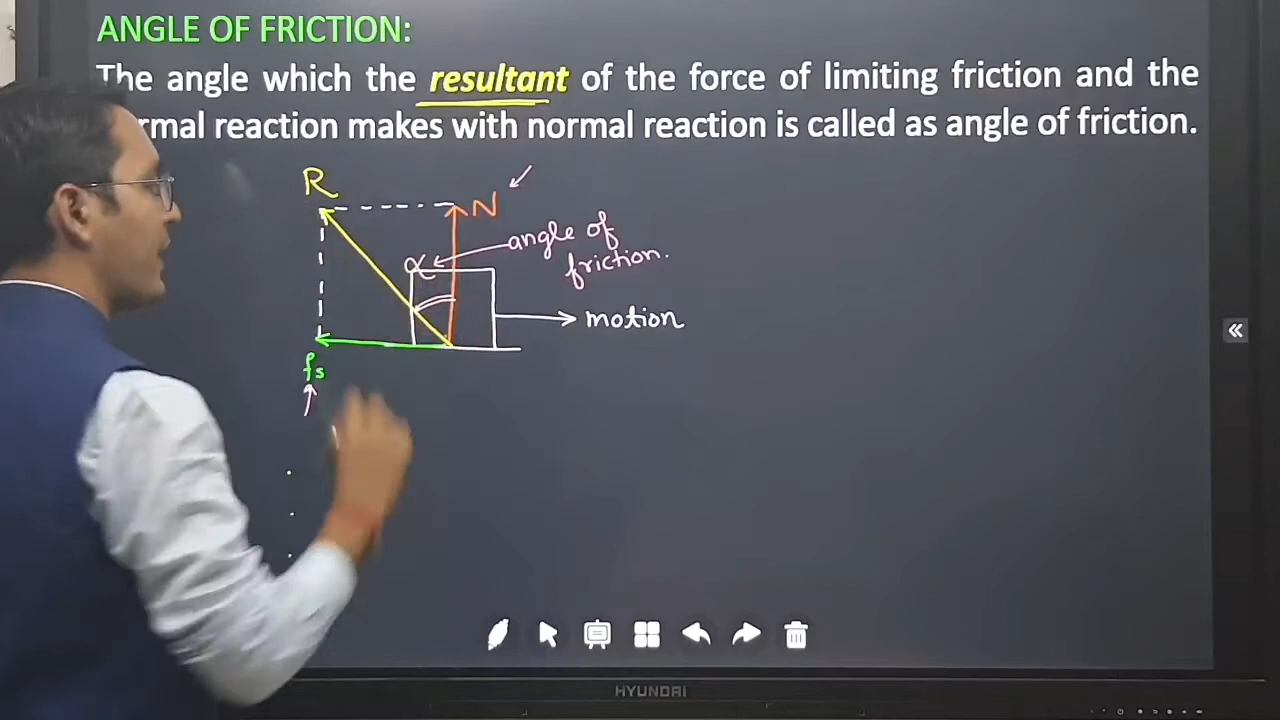 ANGLE OF FRICTION:
The angle which the resultant of the force of limiting friction and the
rmal reaction makes with normal reaction is called as angle of friction.
R
N
angle of
friction.
α
motion
fs
HYUNDAI